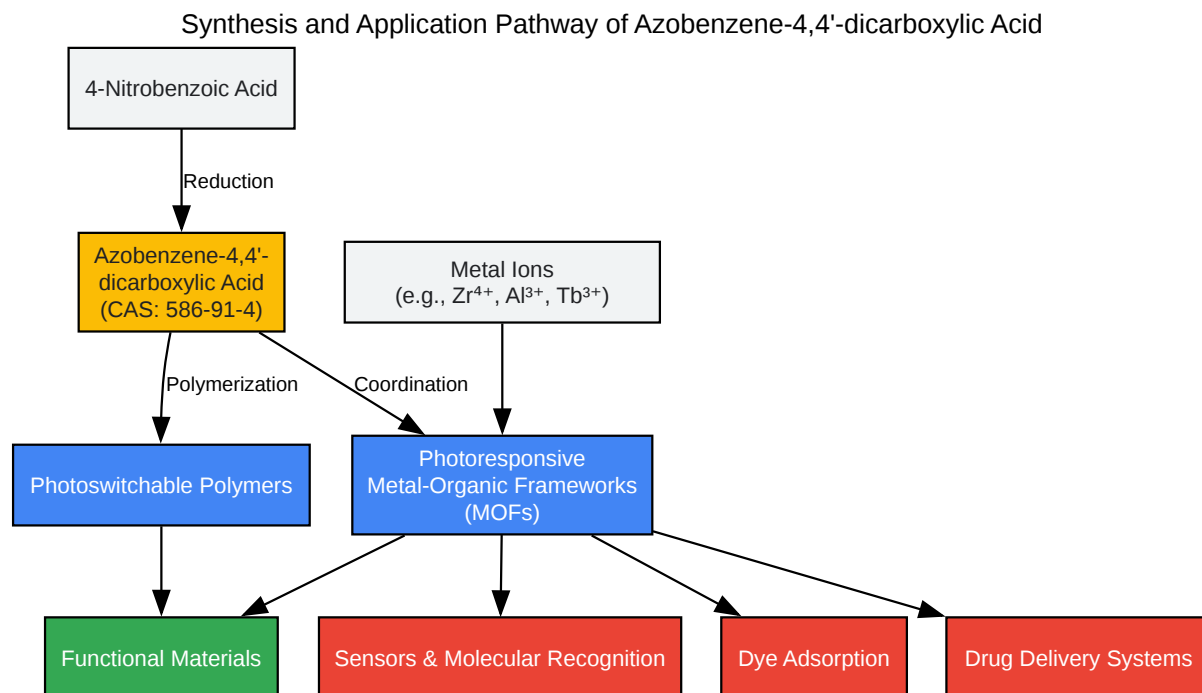 Synthesis and Application Pathway of Azobenzene-4,4'-dicarboxylic Acid
4-Nitrobenzoic Acid
Reduction
Azobenzene-4,4'-
dicarboxylic Acid
(CAS: 586-91-4)
Metal Ions
(e.g., Zr⁴⁺, Al³⁺, Tb³⁺)
Polymerization
Coordination
Photoswitchable Polymers
Photoresponsive
Metal-Organic Frameworks
(MOFs)
Functional Materials
Sensors & Molecular Recognition
Dye Adsorption
Drug Delivery Systems